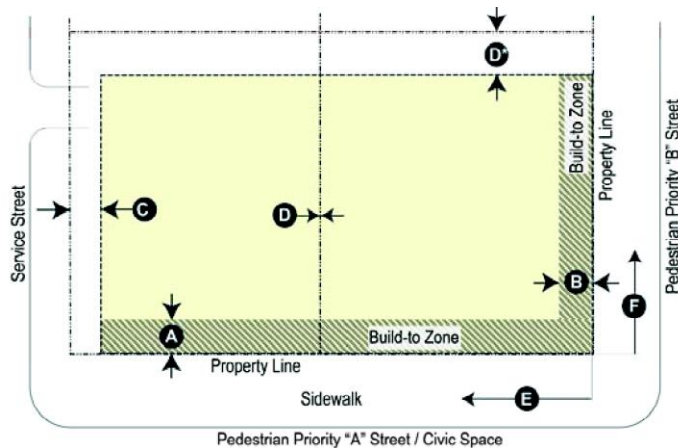 D*
Build-to Zone
Property Line
Pedestrian Priority "B" Street
Service Street
C
D
B
F
A
Build-to Zone
Property Line
Sidewalk
E
Pedestrian Priority "A" Street / Civic Space